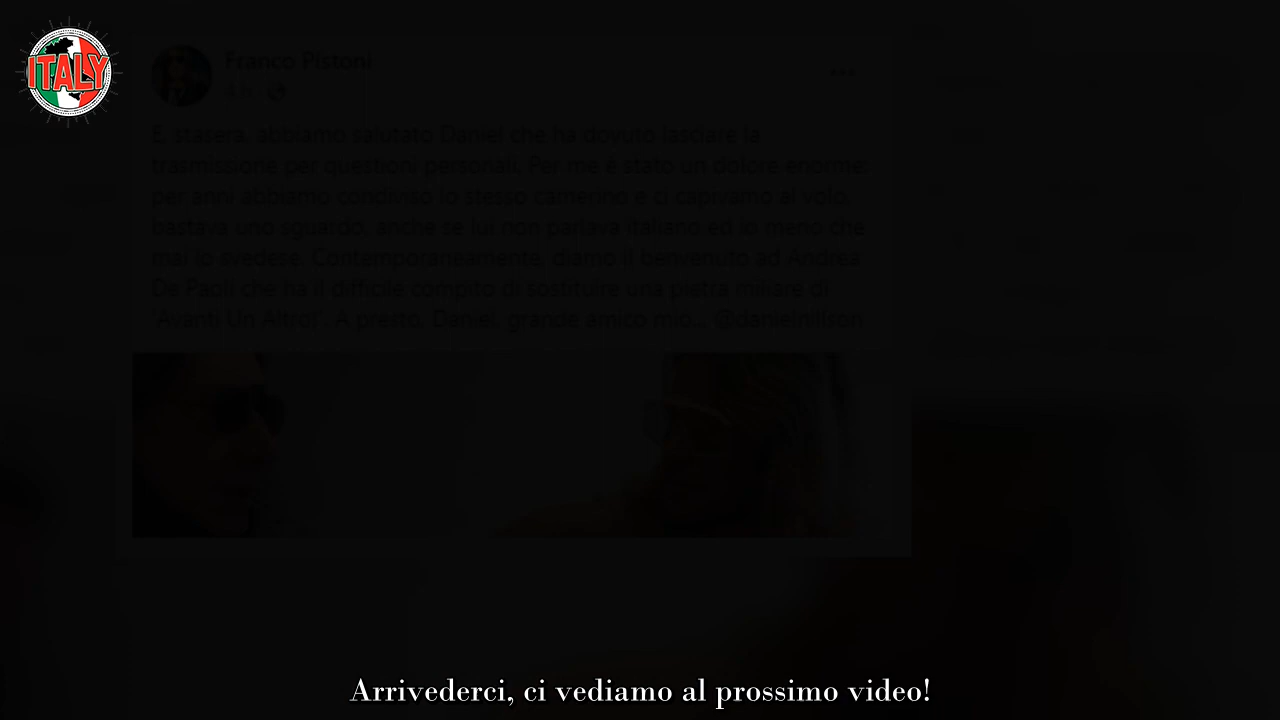 ITALY
Franco Pistoni
4 h
E stasera, abbiamo salutato Daniel che ha dovuto lasciare la
trasmissione per questioni personali. Per me è stato un dolore enorme:
per anni abbiamo condiviso lo stesso camerino e ci capivamo al volo,
bastava uno sguardo, anche se lui non parlava italiano ed io meno che
mai lo svedese. Contemporaneamente, diamo il benvenuto ad Andrea
De Paoli che ha il difficile compito di sostituire una pietra miliare di
'Avanti Un Altro!'. A presto, Daniel, grande amico mio... @danielnilsson
Arrivederci, ci vediamo al prossimo video!